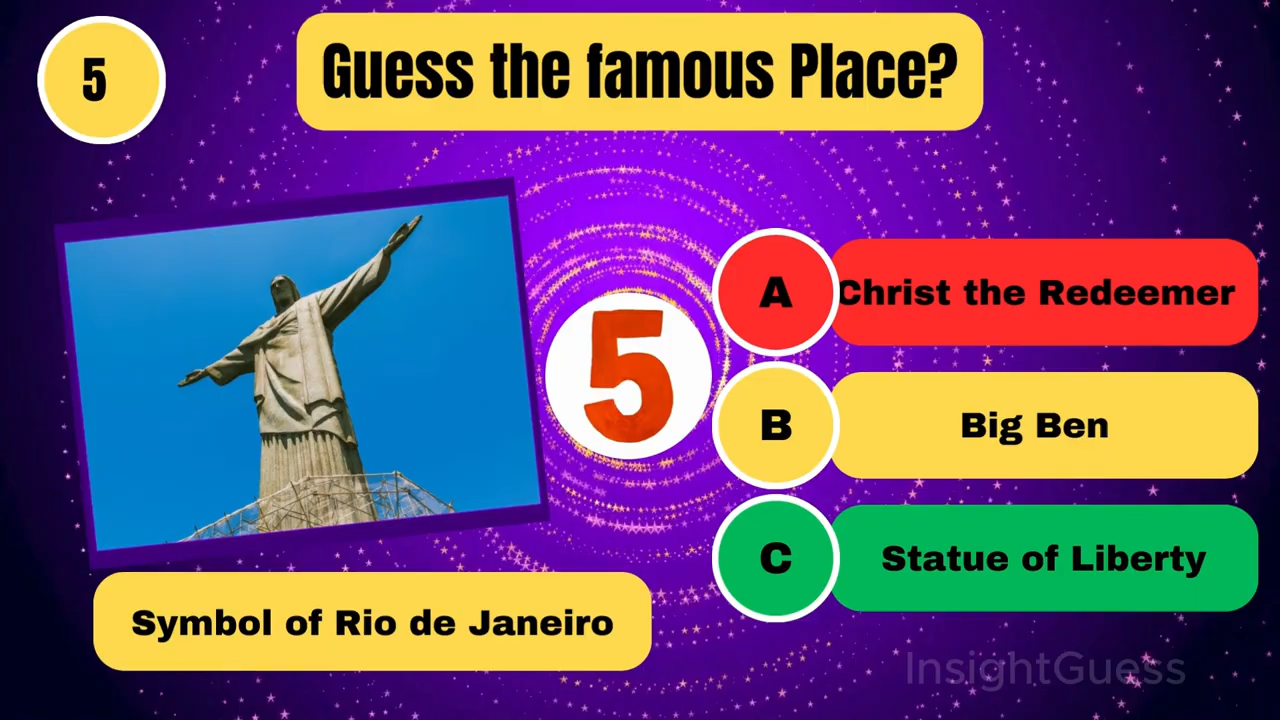 5
Guess the famous Place?
5
A
Christ the Redeemer
B
Big Ben
C
Statue of Liberty
Symbol of Rio de Janeiro
InsightGuess